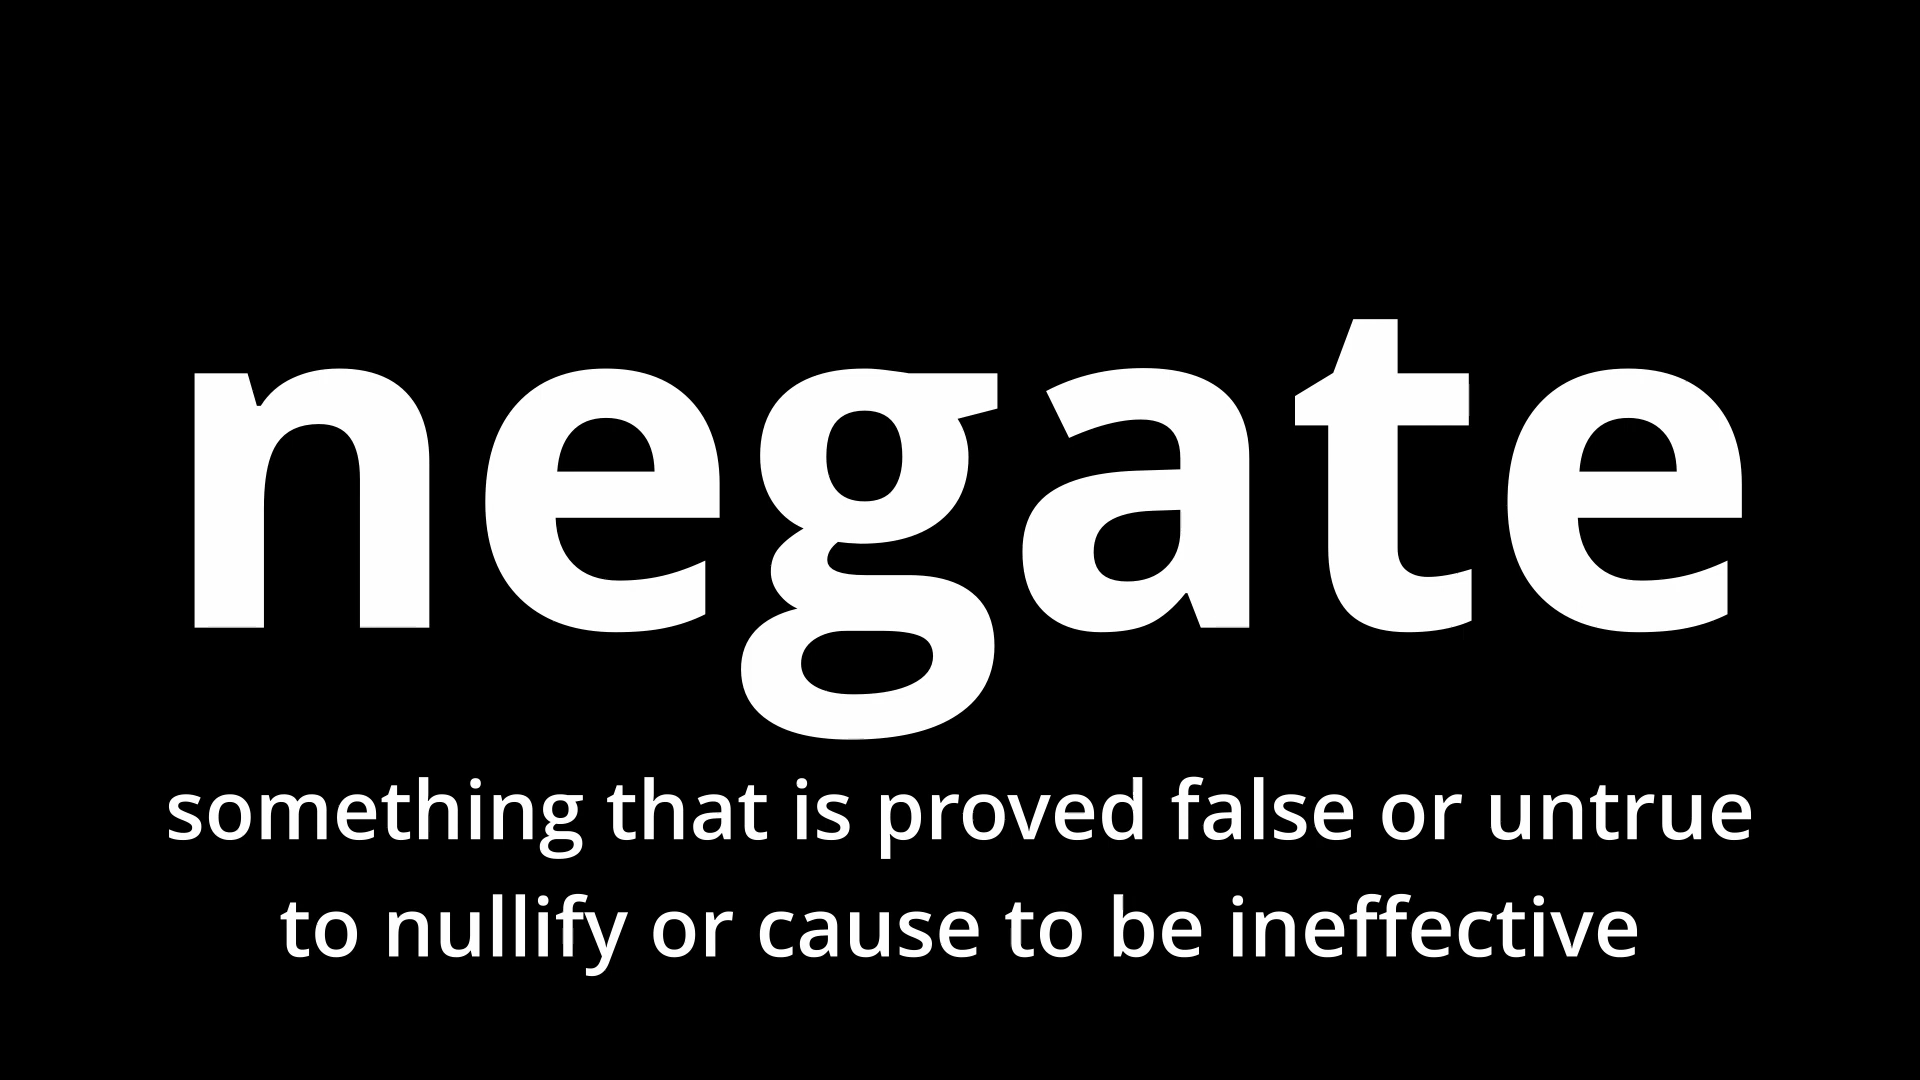 negate
something that is proved false or untrue
to nullify or cause to be ineffective